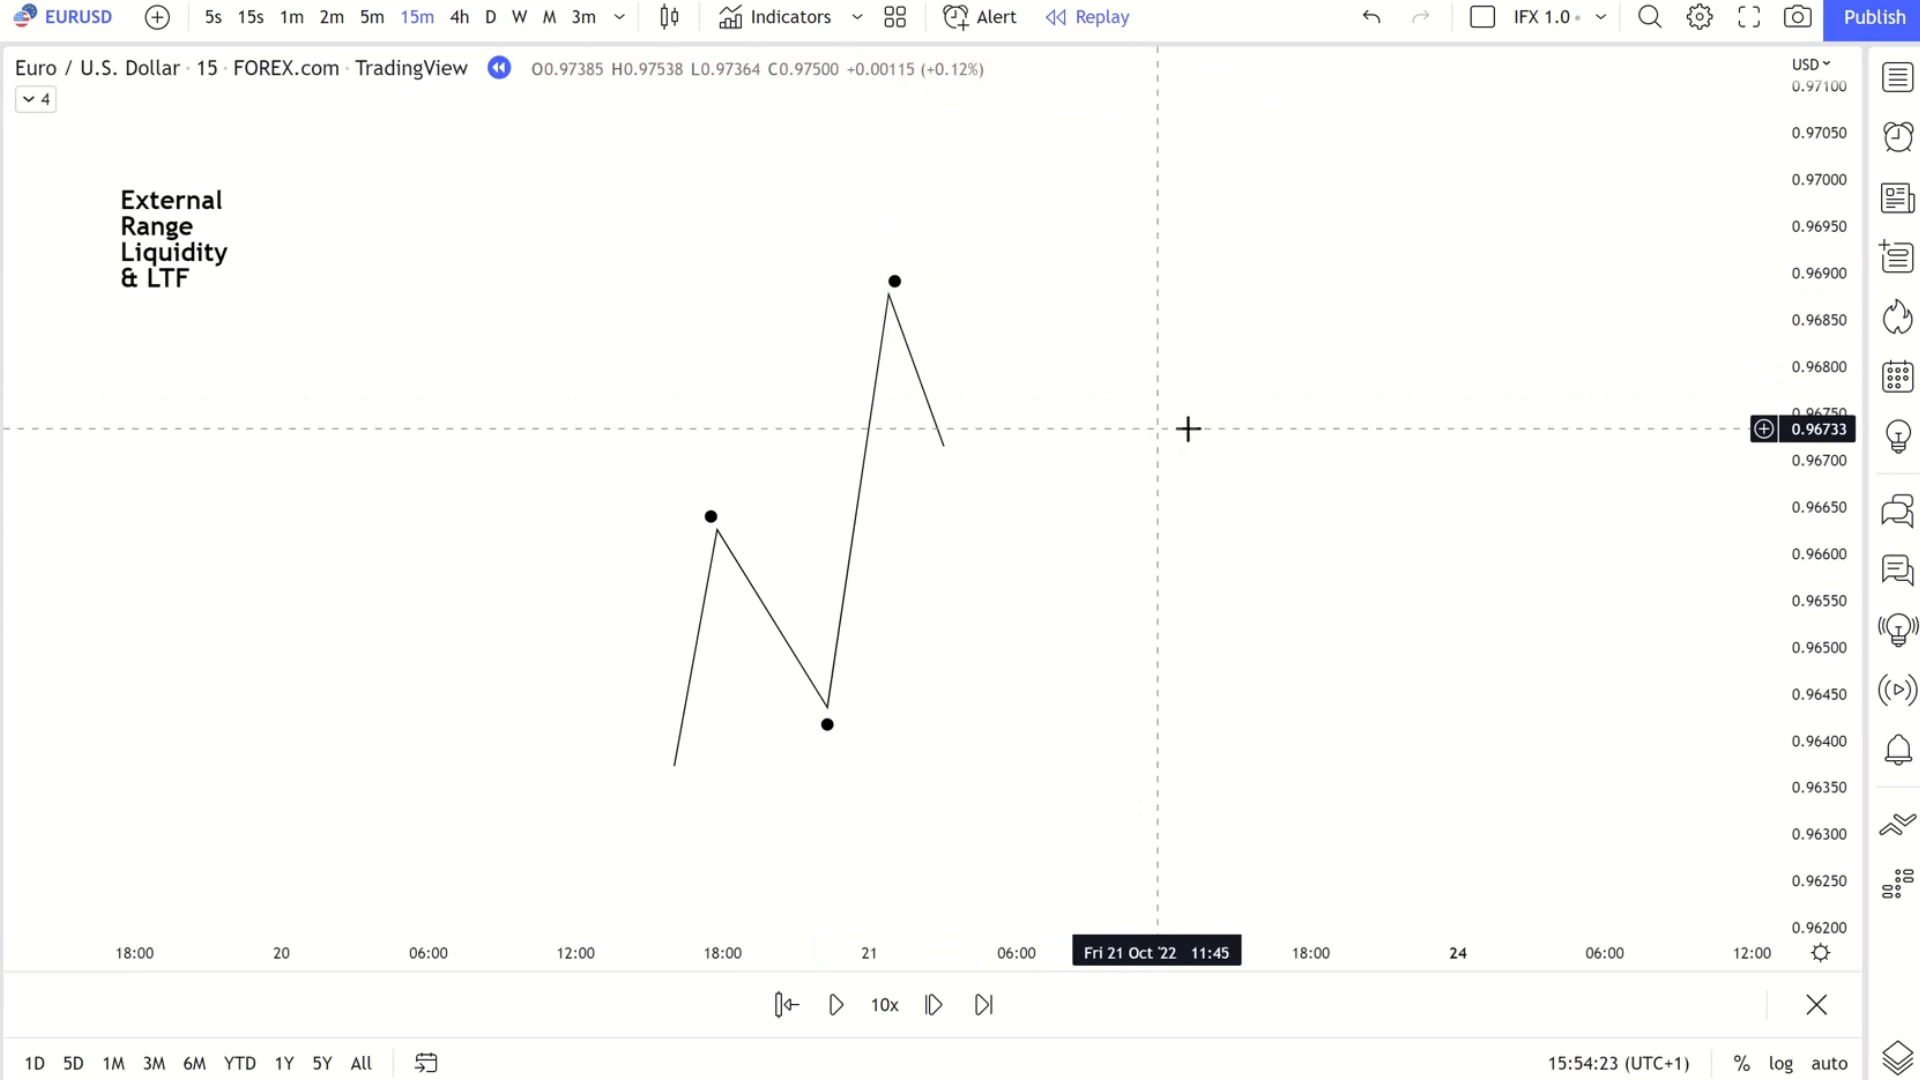 EURUSD 5s 15s 1m 2m 5m 15m 4h D W M 3m Indicators Alert Replay IFX 1.0 Publish
Euro / U.S. Dollar · 15 · FOREX.com · TradingView O0.97385 H0.97538 L0.97364 C0.97500 +0.00115 (+0.12%)
4
USD
0.97100
0.97050
0.97000
0.96950
0.96900
0.96850
0.96800
0.96750
0.96733
0.96700
0.96650
0.96600
0.96550
0.96500
0.96450
0.96400
0.96350
0.96300
0.96250
0.96200
External
Range
Liquidity
& LTF
18:00 20 06:00 12:00 18:00 21 06:00 Fri 21 Oct '22 11:45 18:00 24 06:00 12:00
10x
1D 5D 1M 3M 6M YTD 1Y 5Y All 15:54:23 (UTC+1) % log auto